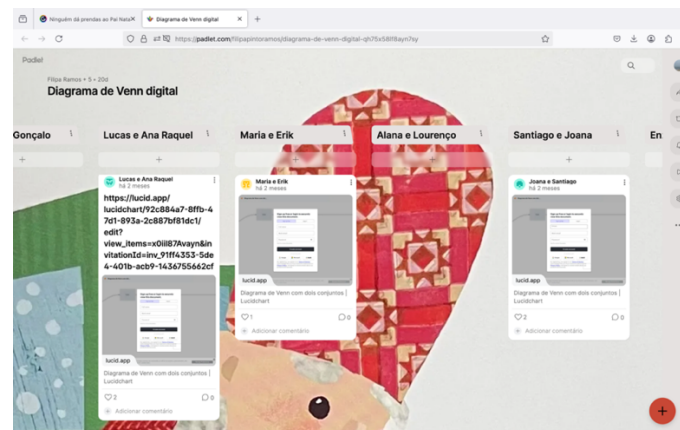 Ninguém dá prendas ao Pai Nata
Diagrama de Venn digital
https://padlet.com/filipapintoramos/diagrama-de-venn-digital-
Padlet
Filipa Ramos • 5 • 20d
Diagrama de Venn digital
Gonçalo
Lucas e Ana Raquel
Maria e Erik
Alana e Lourenço
Santiago e Joana
En
Lucas e Ana Raquel
há 2 meses
https://lucid.app/
lucidchart/92c884a7-8ffb-4
7d1-893a-2c887bf81dc1/
edit?
view_items=x0iiI87Avayn&in
vitationId=inv_91ff4353-5de
4-401b-acb9-1436755662cf
lucid.app
Diagrama de Venn com dois conjuntos |
Lucidchart
2
0
Adicionar comentário
Maria e Erik
há 2 meses
lucid.app
Diagrama de Venn com dois conjuntos |
Lucidchart
1
0
Adicionar comentário
Joana e Santiago
há 2 meses
lucid.app
Diagrama de Venn com dois conjuntos |
Lucidchart
2
0
Adicionar comentário